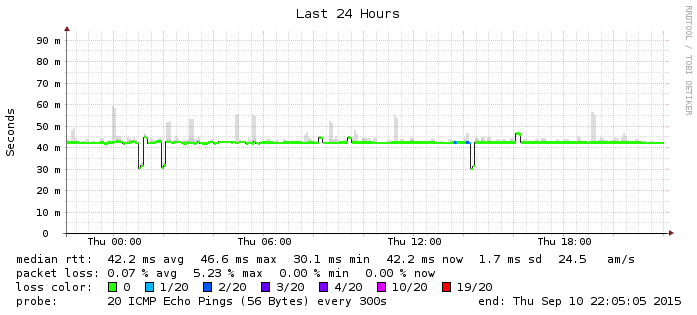 Last 24 Hours
RRDTOOL / TOBI OETIKER
Seconds
90 m
80 m
70 m
60 m
50 m
40 m
30 m
20 m
10 m
0
Thu 00:00 Thu 06:00 Thu 12:00 Thu 18:00
median rtt: 42.2 ms avg 46.6 ms max 30.1 ms min 42.2 ms now 1.7 ms sd 24.5 am/s
packet loss: 0.07 % avg 5.23 % max 0.00 % min 0.00 % now
loss color: 0 1/20 2/20 3/20 4/20 10/20 19/20
probe: 20 ICMP Echo Pings (56 Bytes) every 300s end: Thu Sep 10 22:05:05 2015